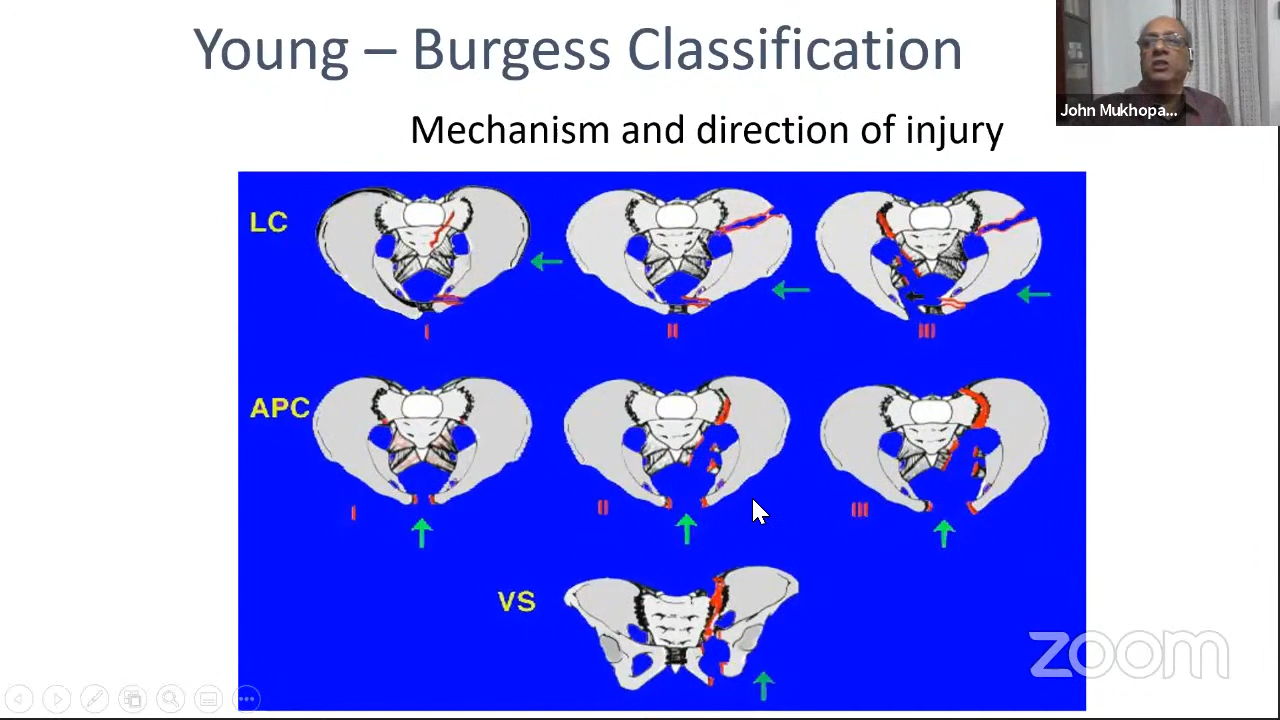 Young – Burgess Classification
John Mukhopa...
Mechanism and direction of injury
LC
I
II
III
APC
I
II
III
VS
zoom